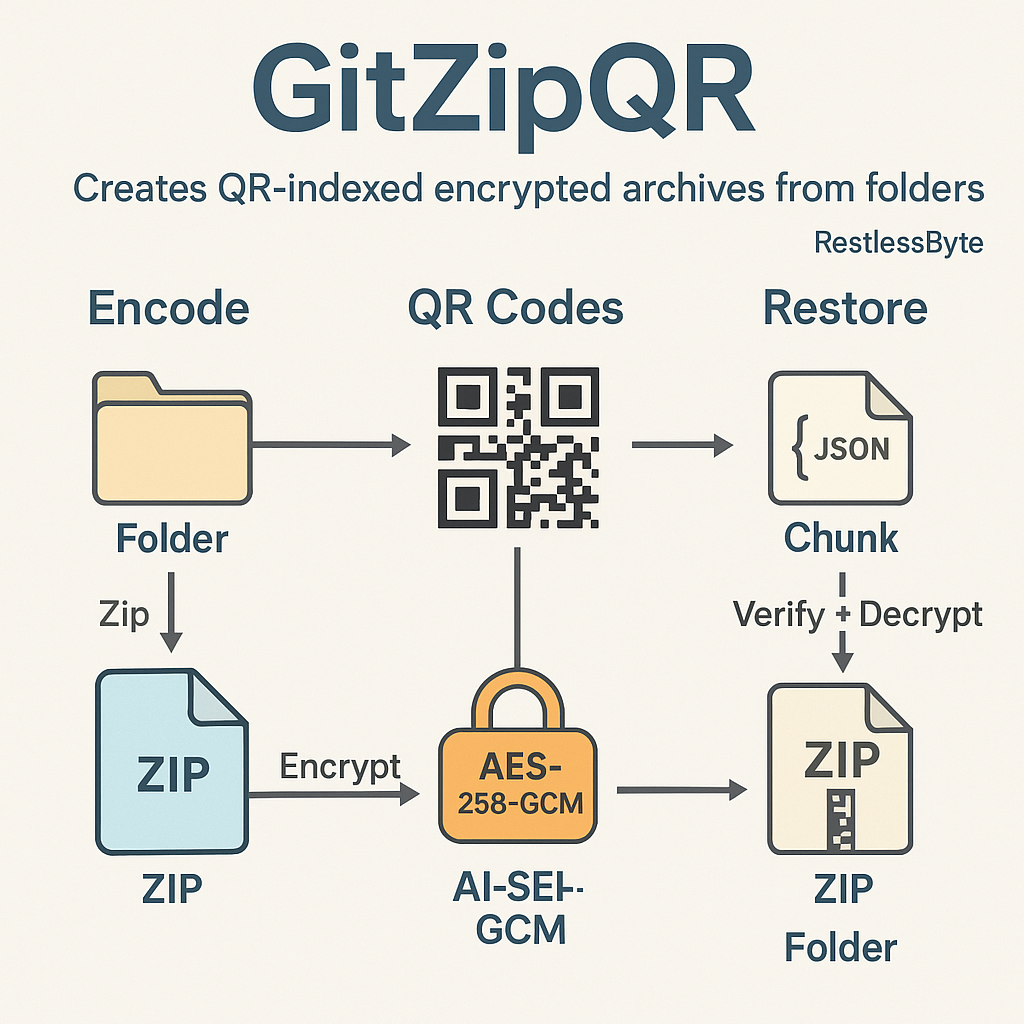 GitZipQR
Creates QR-indexed encrypted archives from folders
RestlessByte
Encode
QR Codes
Restore
{ JSON
Folder
Chunk
Zip
Verify + Decrypt
ZIP
Encrypt
AES-
258-GCM
ZIP
ZIP
AI-SEI-·
GCM
ZIP
Folder